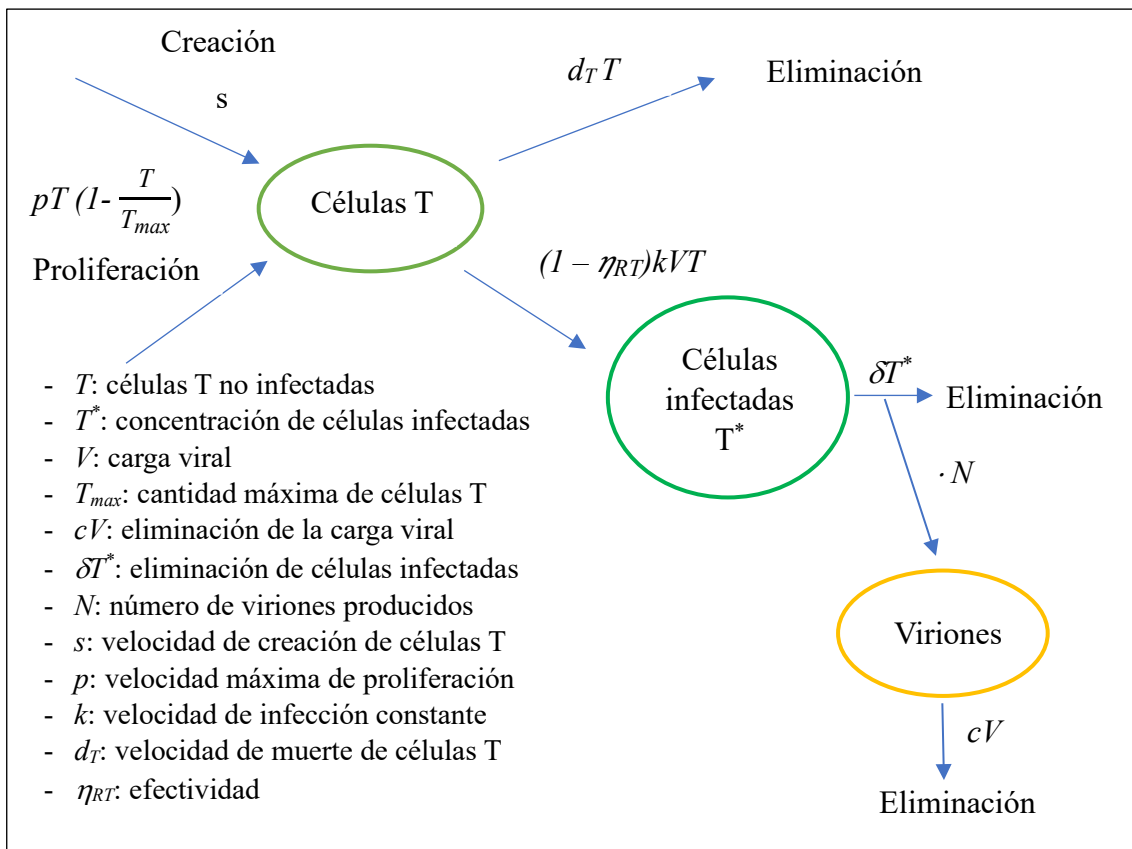 Creación
s
d_T T
Eliminación
pT (1- T/T_max)
Proliferación
Células T
(1 – η_RT)kVT
Células
infectadas
T^*
δT^*
Eliminación
· N
Viriones
cV
Eliminación
- T: células T no infectadas
- T^*: concentración de células infectadas
- V: carga viral
- T_max: cantidad máxima de células T
- cV: eliminación de la carga viral
- δT^*: eliminación de células infectadas
- N: número de viriones producidos
- s: velocidad de creación de células T
- p: velocidad máxima de proliferación
- k: velocidad de infección constante
- d_T: velocidad de muerte de células T
- η_RT: efectividad